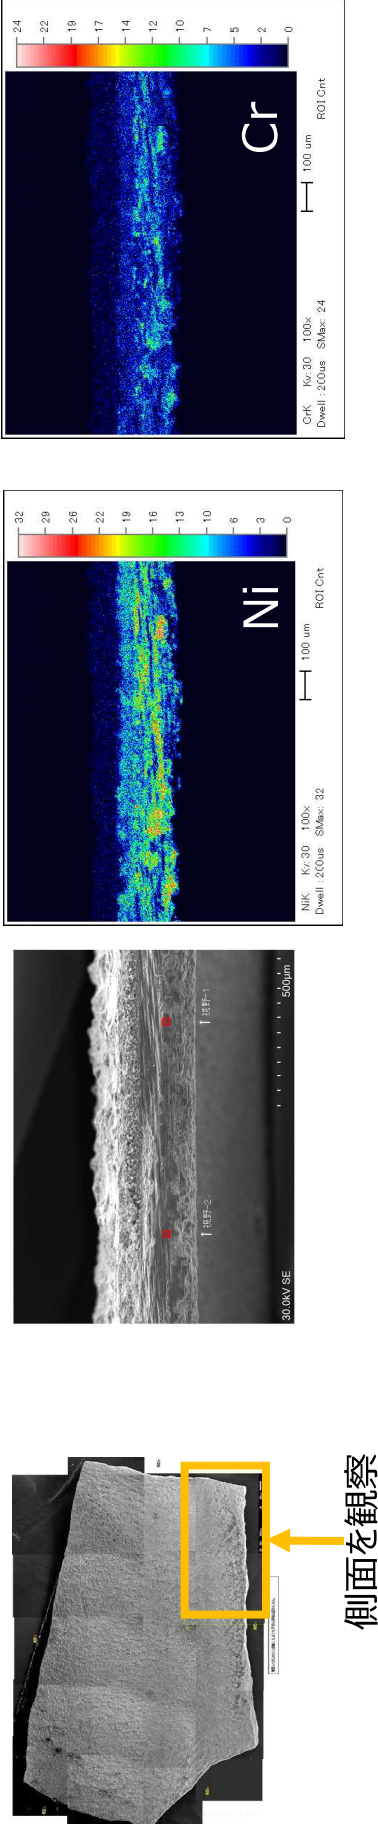 側面を観察
30.0kV SE
500μm
↑視野-2
↑視野-1
32
29
26
22
19
16
13
10
6
3
0
Ni
NiK Kv:30 100x
Dwell : 200us SMax: 32
100 um
ROI Cnt
24
22
19
17
14
12
10
7
5
2
0
Cr
CrK Kv:30 100x
Dwell : 200us SMax: 24
100 um
ROI Cnt